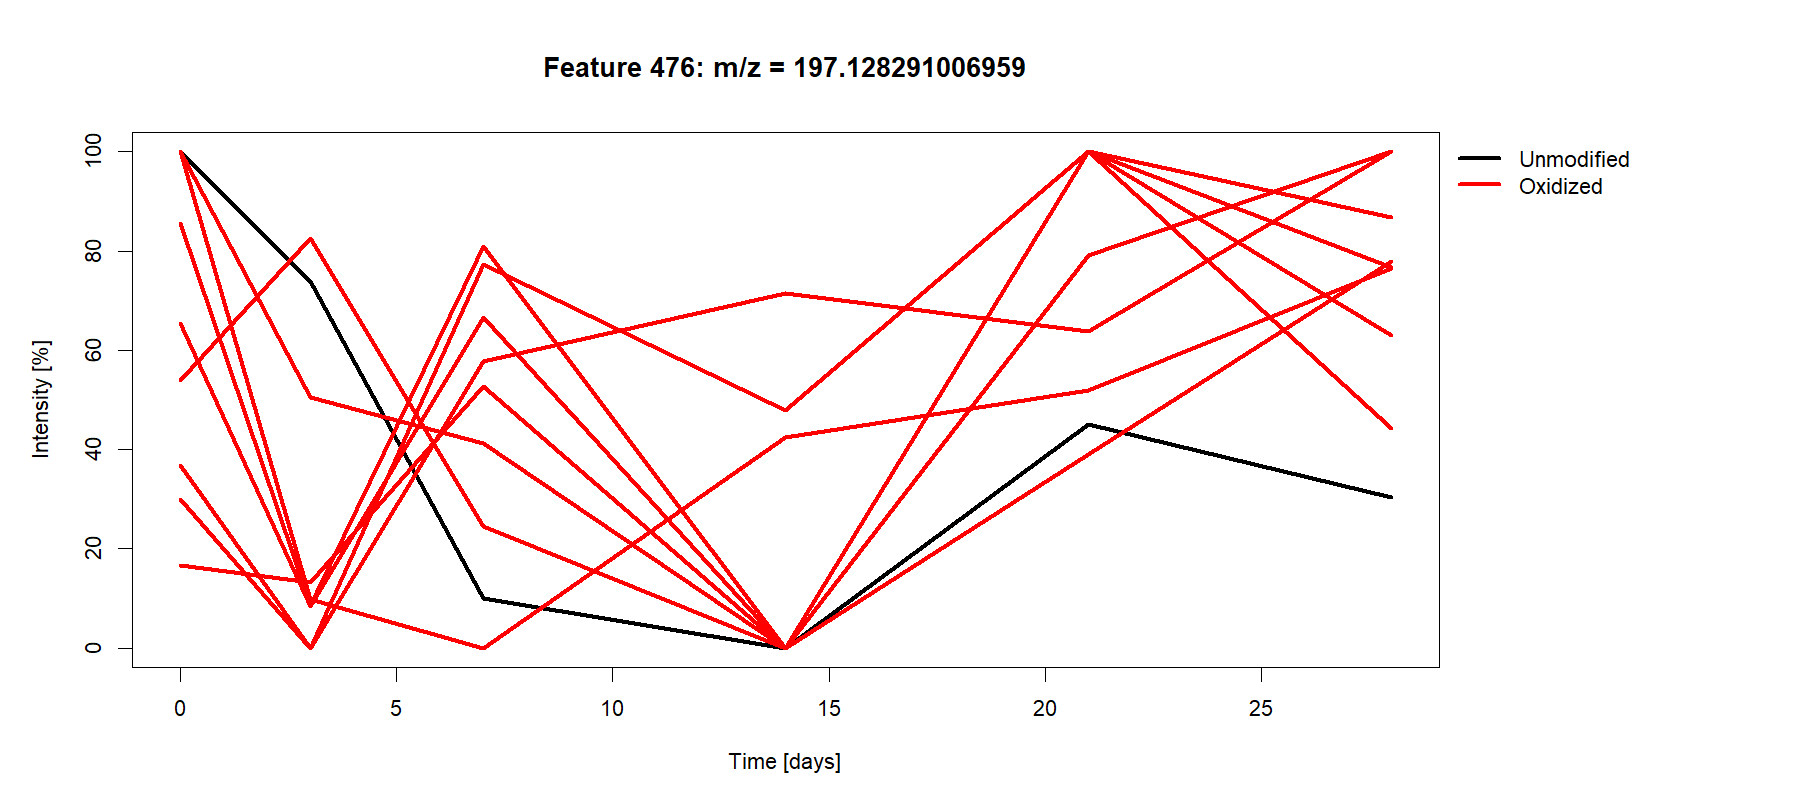 Feature 476: m/z = 197.128291006959
Unmodified
Oxidized
Intensity [%]
100
80
60
40
20
0
0 5 10 15 20 25
Time [days]